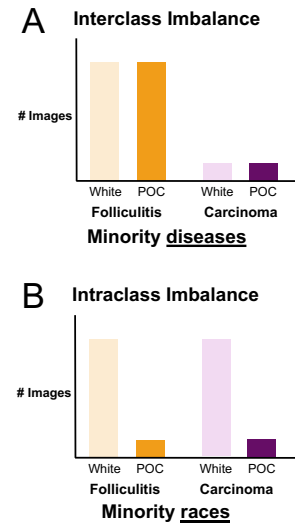 A
Interclass Imbalance
# Images
White POC White POC
Folliculitis Carcinoma
Minority diseases
B
Intraclass Imbalance
# Images
White POC White POC
Folliculitis Carcinoma
Minority races